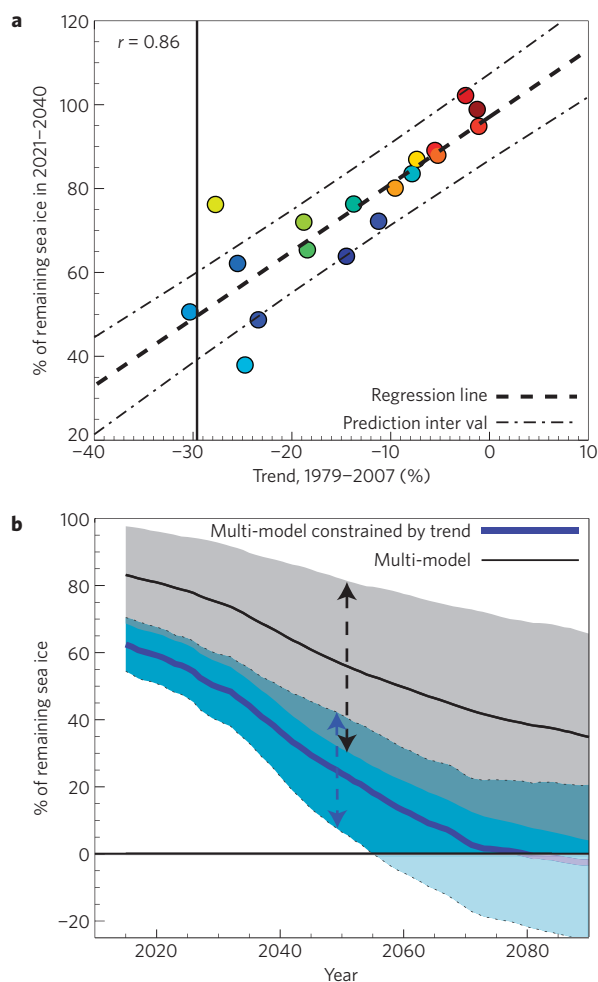 a
r = 0.86
120
100
80
60
40
20
% of remaining sea ice in 2021–2040
Regression line
Prediction inter val
−40
−30
−20
−10
0
10
Trend, 1979–2007 (%)
b
100
80
60
40
20
0
−20
% of remaining sea ice
Multi-model constrained by trend
Multi-model
2020
2040
2060
2080
Year